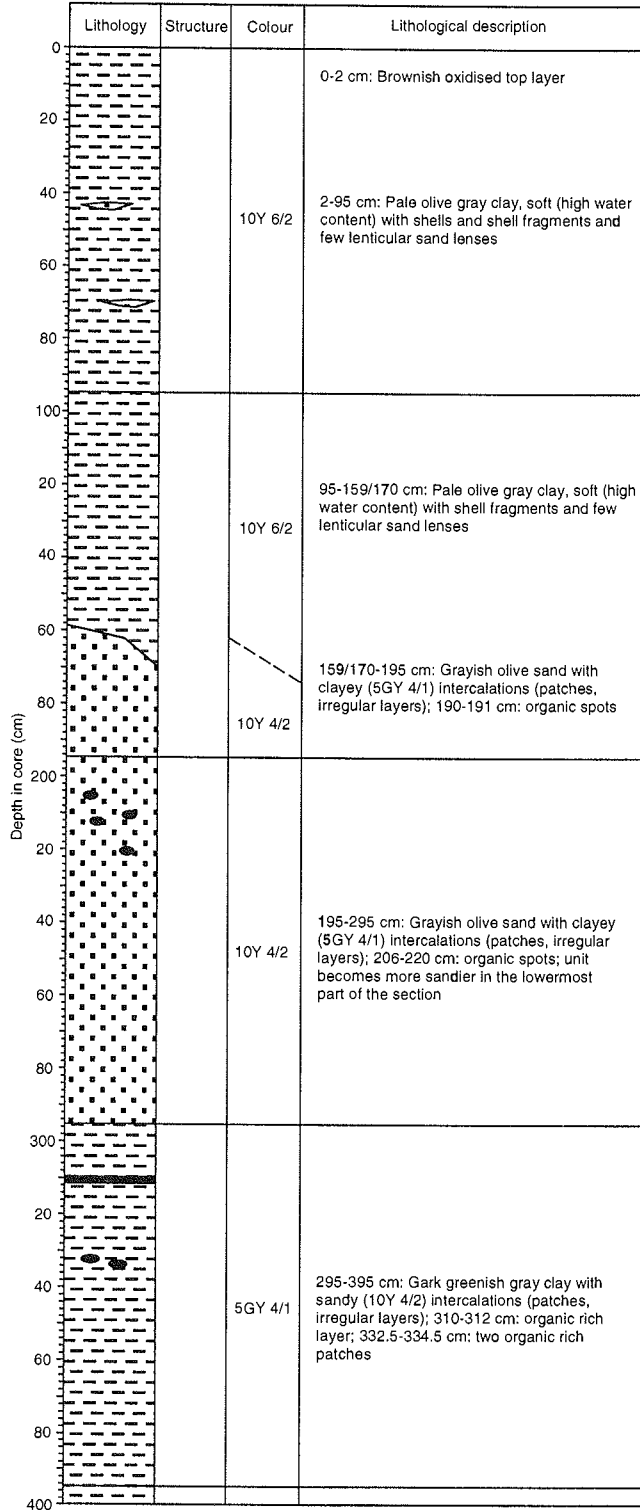 Lithology Structure Colour Lithological description
0
0-2 cm: Brownish oxidised top layer
20
40
2-95 cm: Pale olive gray clay, soft (high water
content) with shells and shell fragments and
few lenticular sand lenses
10Y 6/2
60
80
100
20
95-159/170 cm: Pale olive gray clay, soft (high
water content) with shell fragments and few
lenticular sand lenses
10Y 6/2
40
60
159/170-195 cm: Grayish olive sand with
clayey (5GY 4/1) intercalations (patches,
irregular layers); 190-191 cm: organic spots
80
10Y 4/2
Depth in core (cm)
200
20
40
195-295 cm: Grayish olive sand with clayey
(5GY 4/1) intercalations (patches, irregular
layers); 206-220 cm: organic spots; unit
becomes more sandier in the lowermost
part of the section
10Y 4/2
60
80
300
20
40
295-395 cm: Gark greenish gray clay with
sandy (10Y 4/2) intercalations (patches,
irregular layers); 310-312 cm: organic rich
layer; 332.5-334.5 cm: two organic rich
patches
5GY 4/1
60
80
400